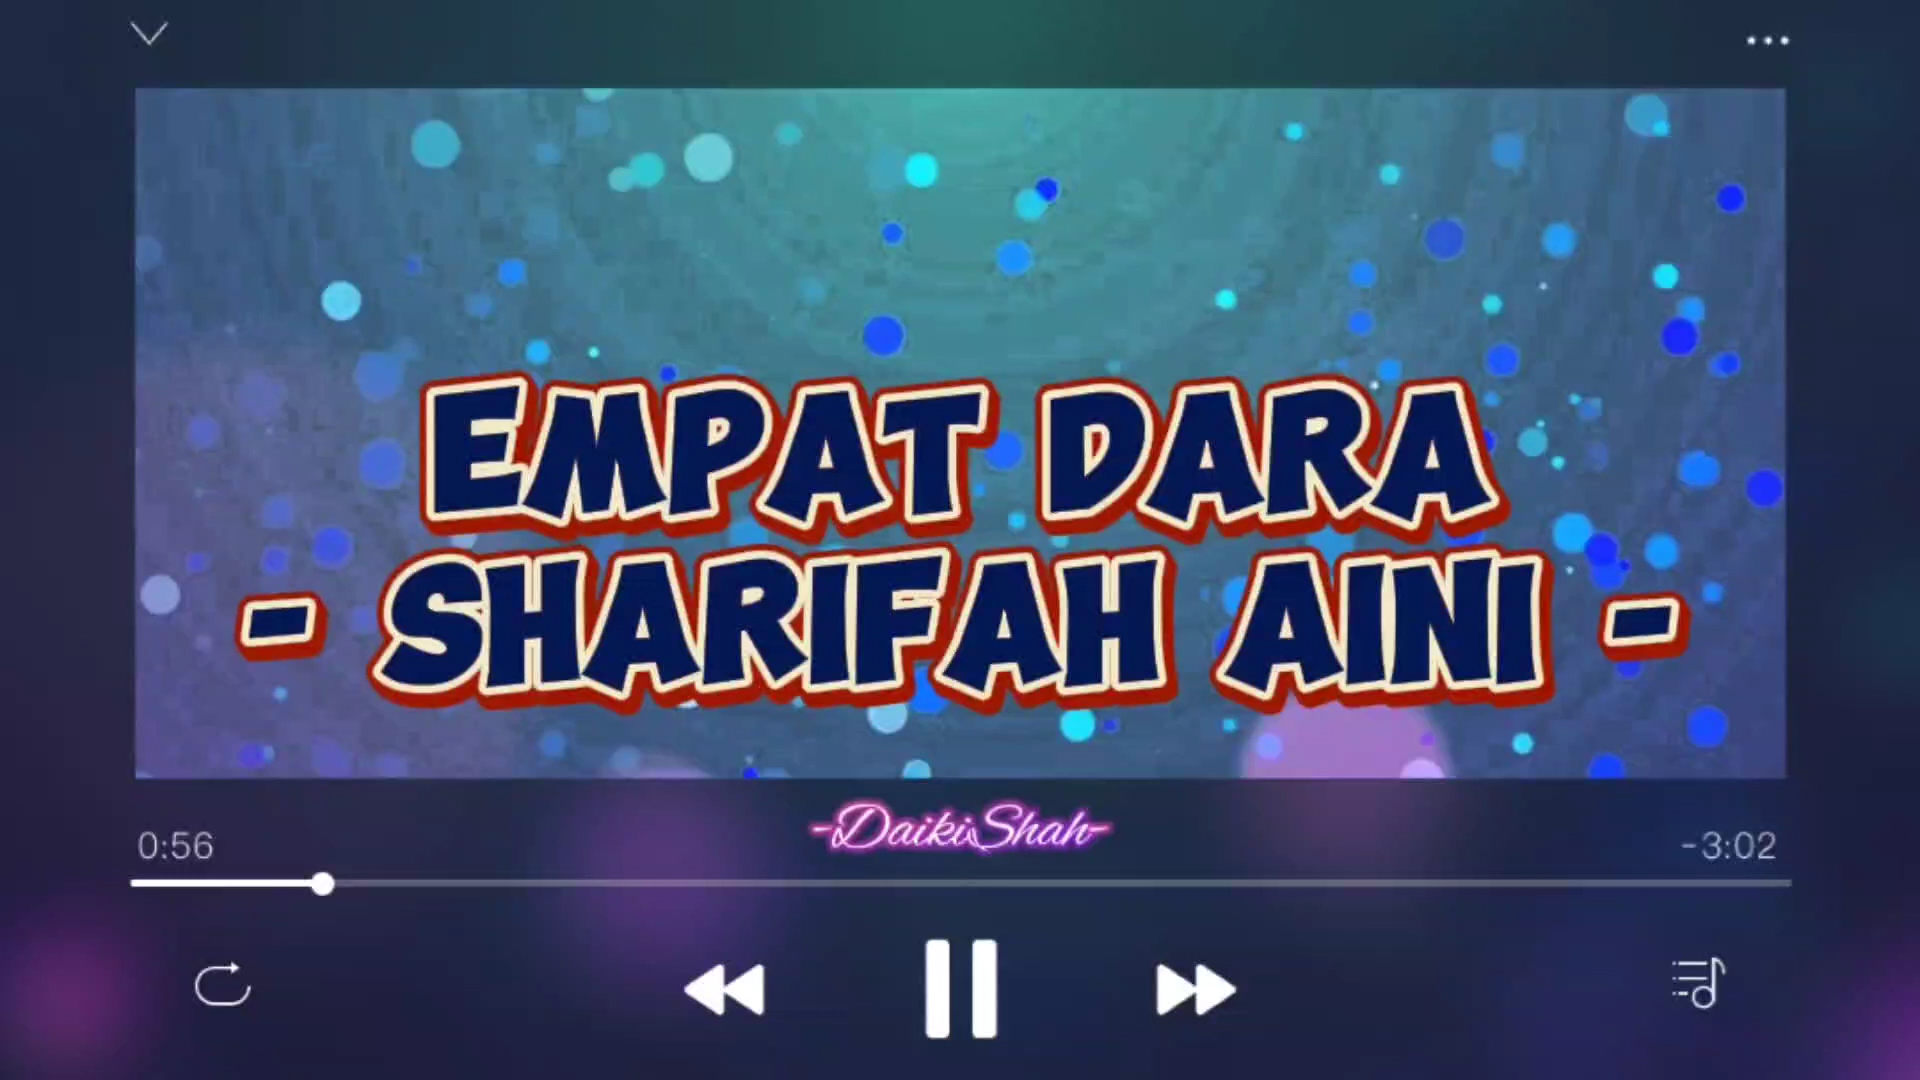 EMPAT DARA
- SHARIFAH AINI -
-DaikiShah-
0:56
-3:02